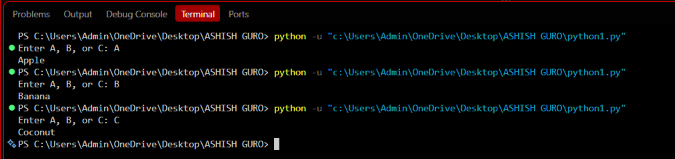 Problems Output Debug Console Terminal Ports
PS C:\Users\Admin\OneDrive\Desktop\ASHISH GURO> python -u "c:\Users\Admin\OneDrive\Desktop\ASHISH GURO\python1.py"
Enter A, B, or C: A
Apple
PS C:\Users\Admin\OneDrive\Desktop\ASHISH GURO> python -u "c:\Users\Admin\OneDrive\Desktop\ASHISH GURO\python1.py"
Enter A, B, or C: B
Banana
PS C:\Users\Admin\OneDrive\Desktop\ASHISH GURO> python -u "c:\Users\Admin\OneDrive\Desktop\ASHISH GURO\python1.py"
Enter A, B, or C: C
Coconut
PS C:\Users\Admin\OneDrive\Desktop\ASHISH GURO>